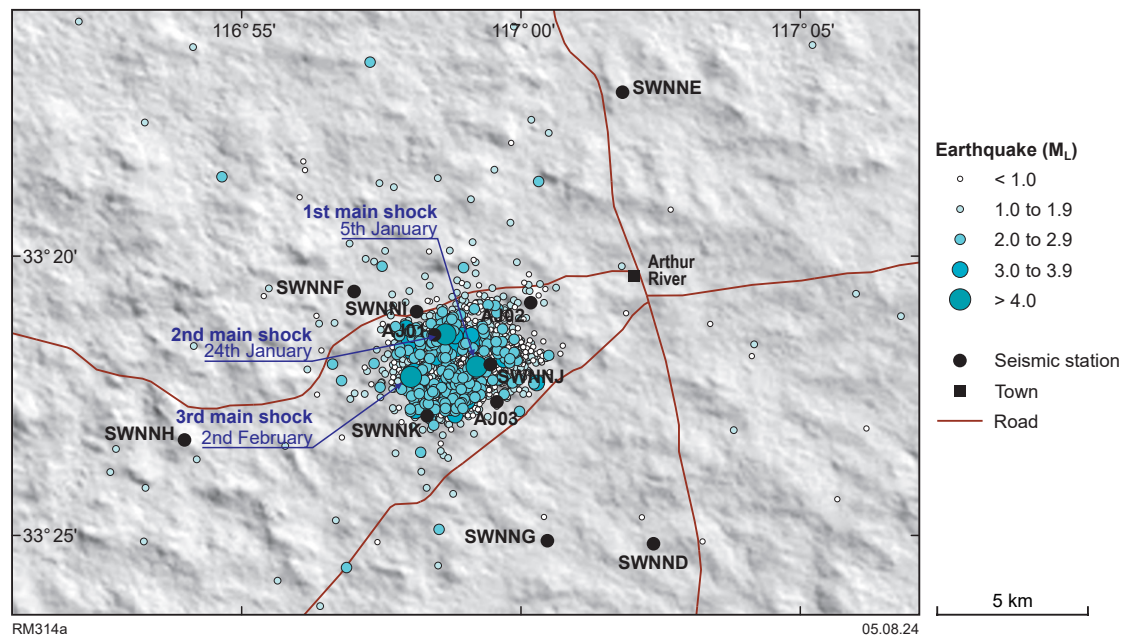 116°55'
117°00'
117°05'
SWNNE
1st main shock
5th January
33°20'
Arthur
River
SWNNF
SWNNI
AJ02
AJ01
2nd main shock
24th January
SWNNJ
3rd main shock
2nd February
AJ03
SWNNK
SWNNH
33°25'
SWNNG
SWNND
Earthquake (ML)
< 1.0
1.0 to 1.9
2.0 to 2.9
3.0 to 3.9
> 4.0
Seismic station
Town
Road
5 km
RM314a
05.08.24